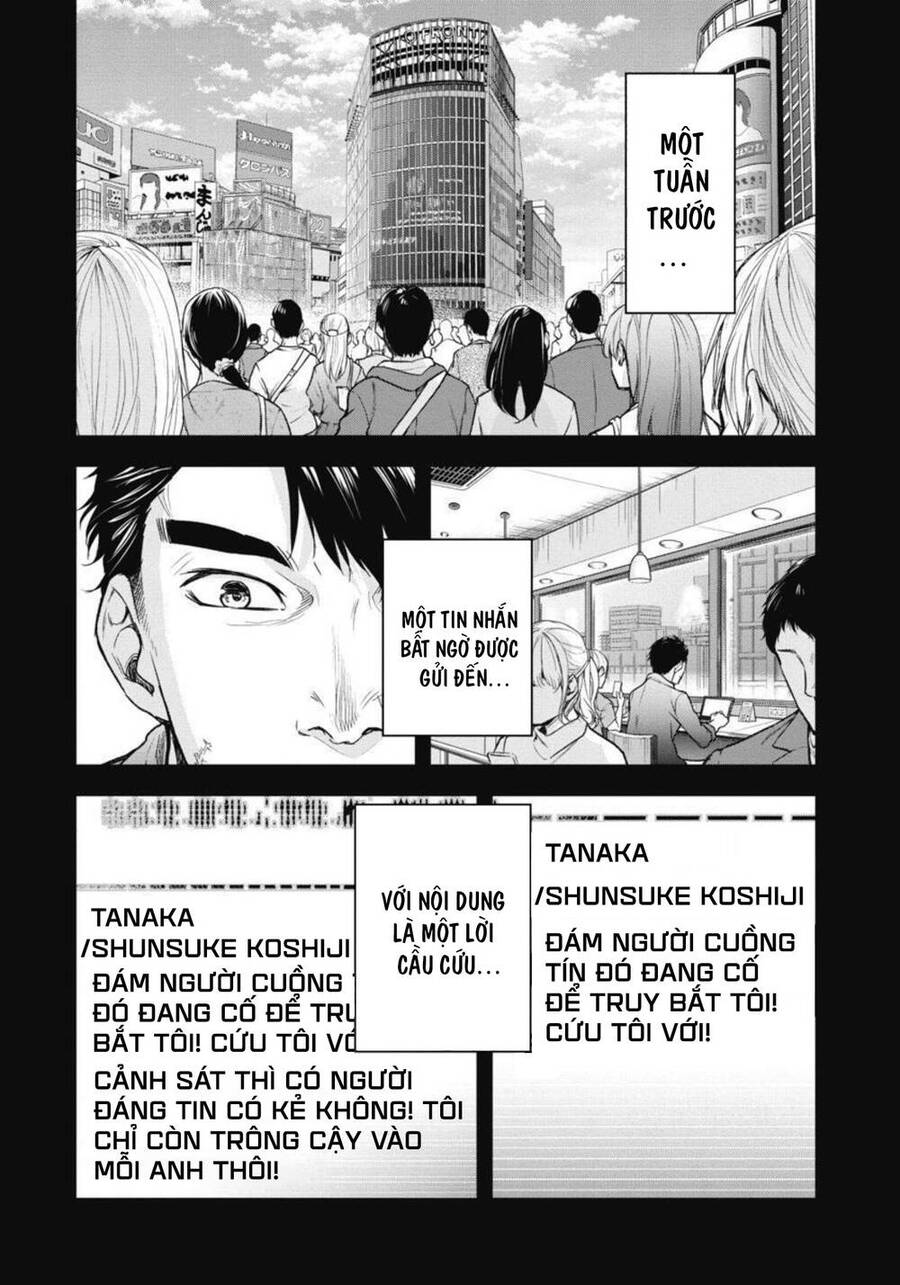 TOFRONT
MỘT
TUẦN
TRƯỚC
...
MỘT TIN NHẮN
BẤT NGỜ ĐƯỢC
GỬI ĐẾN...
VỚI NỘI DUNG
LÀ MỘT LỜI
CẦU CỨU...
TANAKA
/SHUNSUKE KOSHIJI
ĐÁM NGƯỜI CUỒNG
TÍN ĐÓ ĐANG CỐ
ĐỂ TRUY BẮT TÔI!
CỨU TÔI VỚI!
TANAKA
/SHUNSUKE KOSHIJI
ĐÁM NGƯỜI CUỒNG
ĐÓ ĐANG CỐ ĐỂ TRU
BẮT TÔI! CỨU TÔI VỚ
CẢNH SÁT THÌ CÓ NGƯỜI
ĐÁNG TIN CÓ KẺ KHÔNG! TÔI
CHỈ CÒN TRÔNG CẬY VÀO
MỖI ANH THÔI!